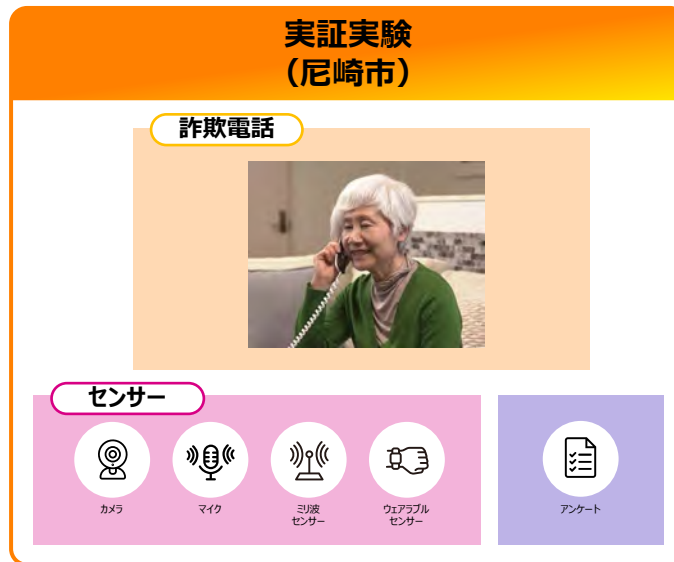 実証実験
（尼崎市）
詐欺電話
センサー
カメラ
マイク
ミリ波
センサー
ウェアラブル
センサー
アンケート